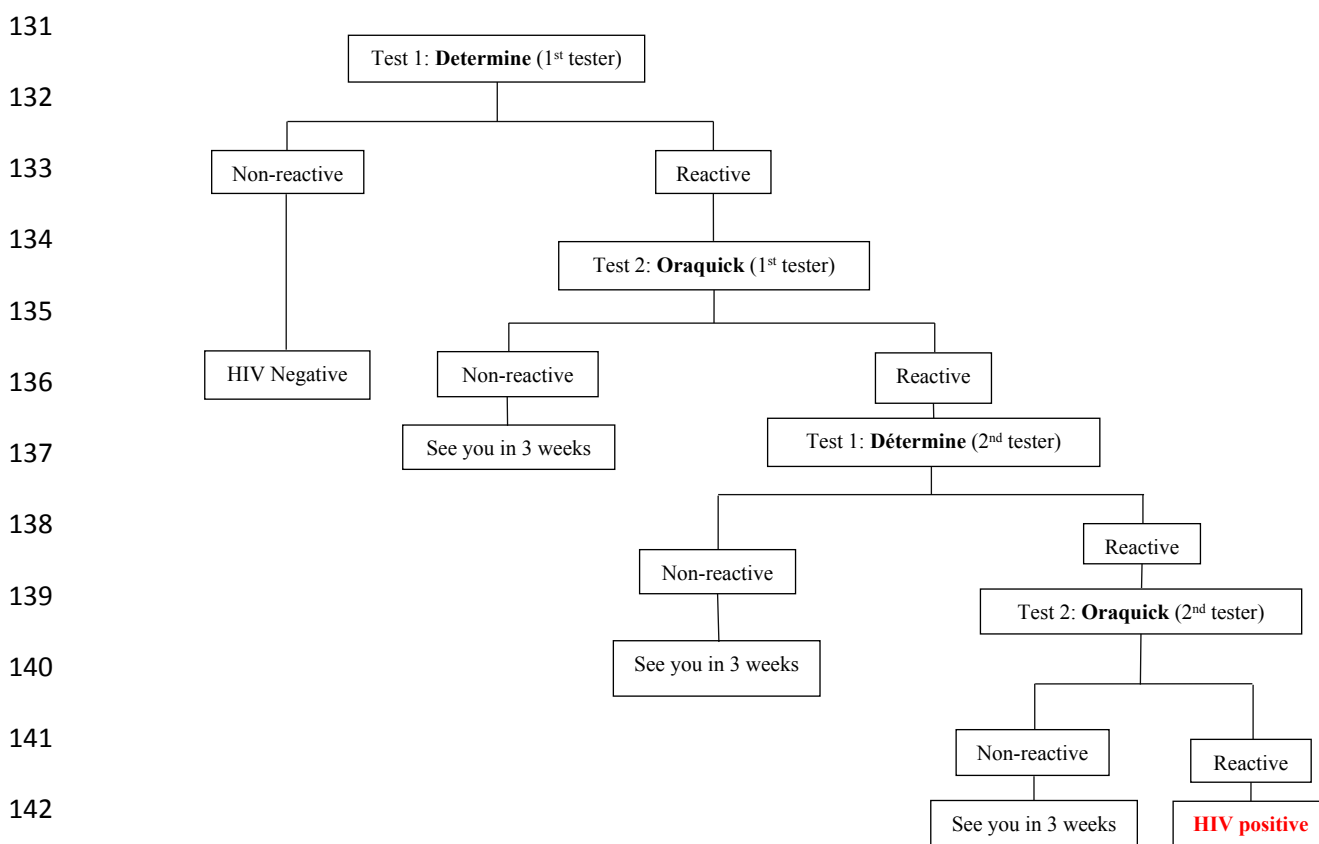 131
Test 1: Determine (1st tester)
132
133
Non-reactive
Reactive
134
Test 2: Oraquick (1st tester)
135
HIV Negative
136
Non-reactive
Reactive
See you in 3 weeks
137
Test 1: Détermine (2nd tester)
138
Non-reactive
Reactive
139
Test 2: Oraquick (2nd tester)
See you in 3 weeks
140
141
Non-reactive
Reactive
142
See you in 3 weeks
HIV positive